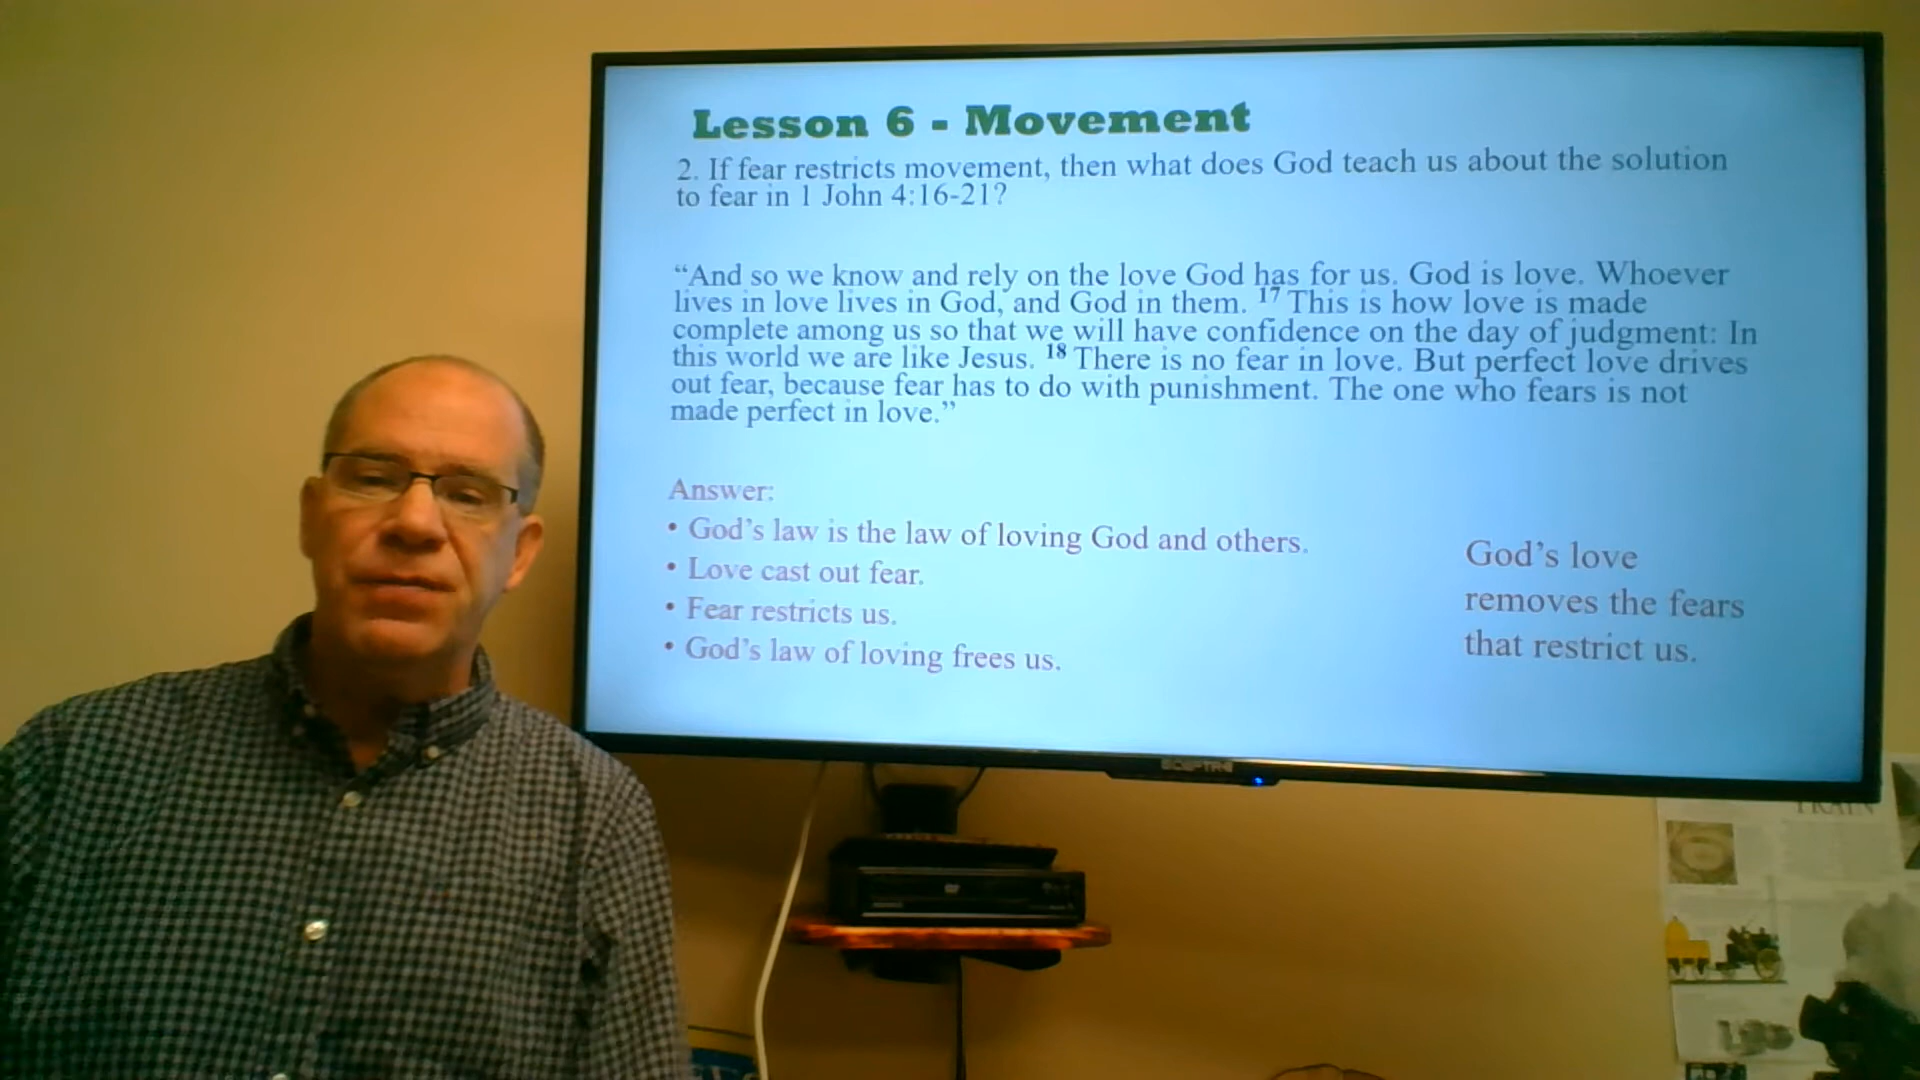 Lesson 6 - Movement
2. If fear restricts movement, then what does God teach us about the solution
to fear in 1 John 4:16-21?
“And so we know and rely on the love God has for us. God is love. Whoever
lives in love lives in God, and God in them. 17 This is how love is made
complete among us so that we will have confidence on the day of judgment: In
this world we are like Jesus. 18 There is no fear in love. But perfect love drives
out fear, because fear has to do with punishment. The one who fears is not
made perfect in love.”
Answer:
• God’s law is the law of loving God and others.
• Love cast out fear.
• Fear restricts us.
• God’s law of loving frees us.
God’s love
removes the fears
that restrict us.
SCEPTRE
TRAIN